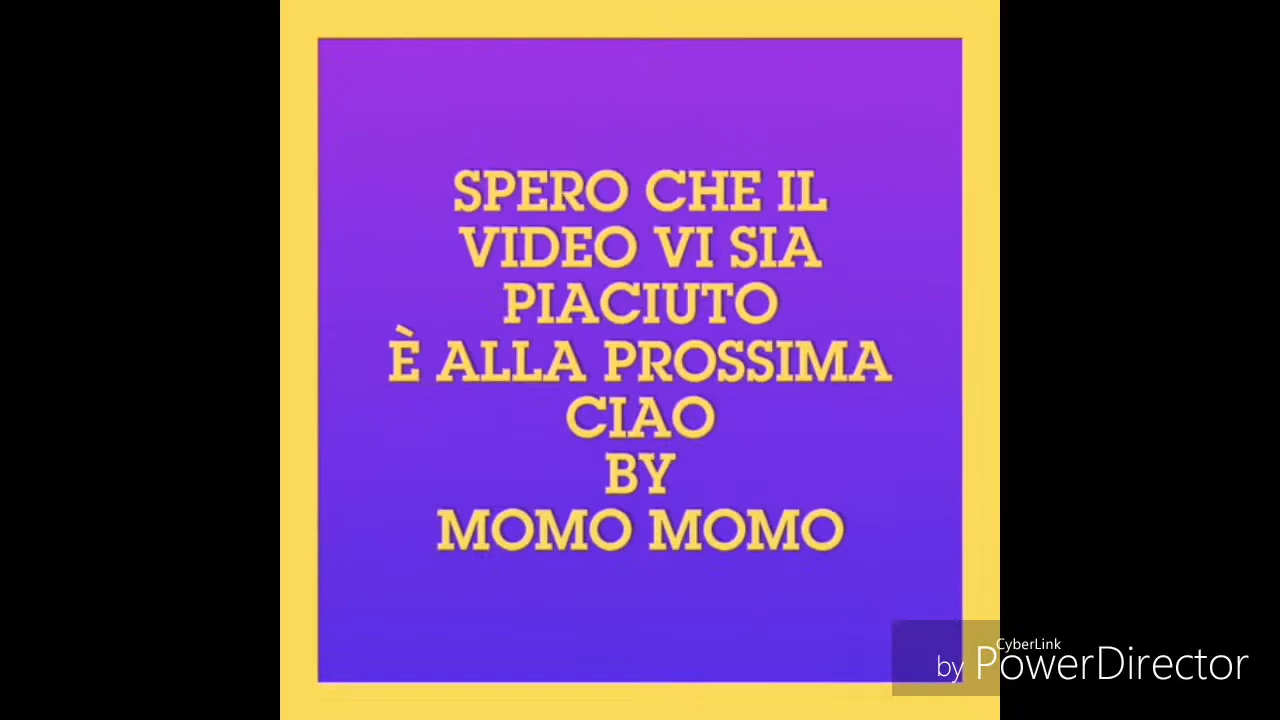 SPERO CHE IL
VIDEO VI SIA
PIACIUTO
È ALLA PROSSIMA
CIAO
BY
MOMO MOMO
CyberLink
by PowerDirector